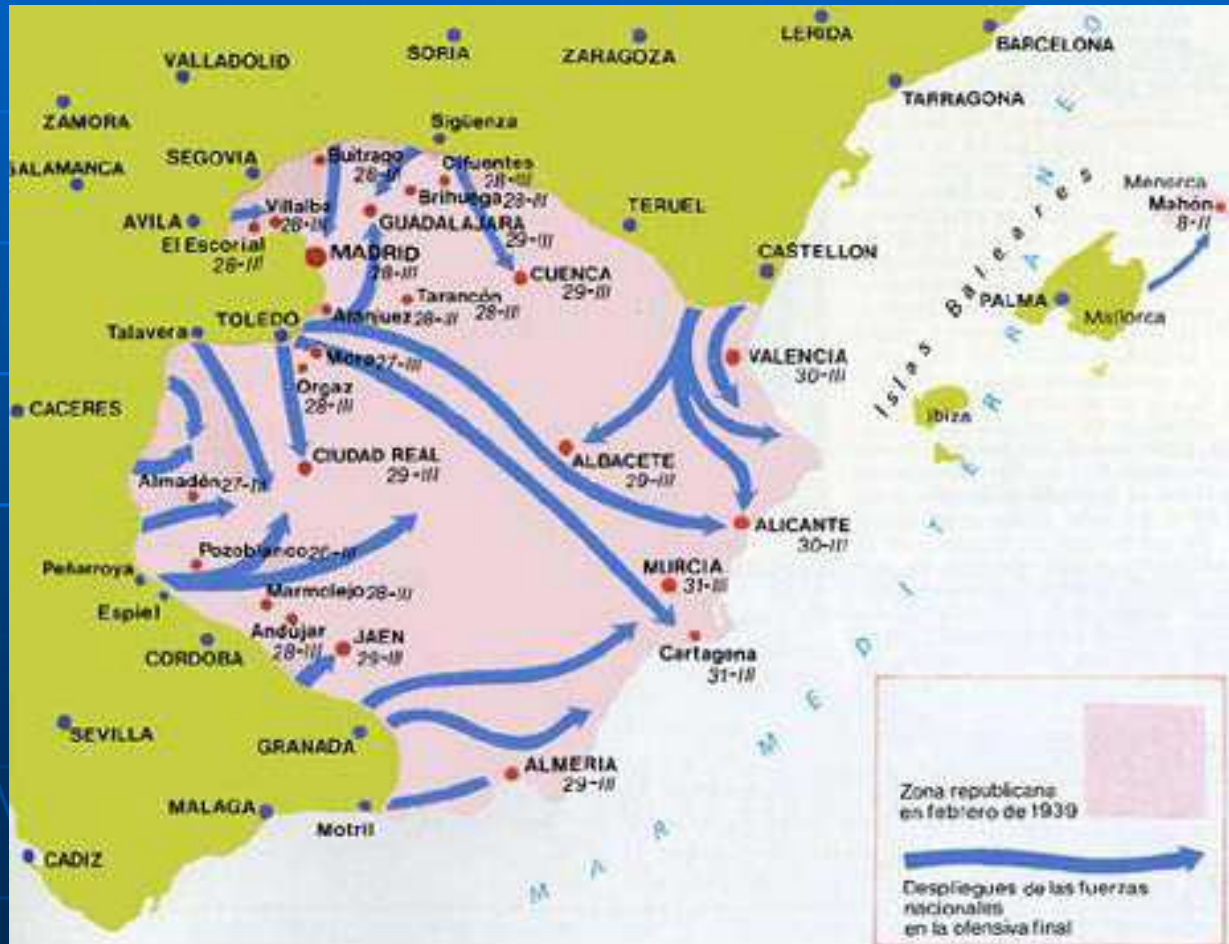 LERIDA
BARCELONA
SORIA
ZARAGOZA
VALLADOLID
TARRAGONA
ZAMORA
Sigüenza
SEGOVIA
Buitrago
Cifuentes
28-III
SALAMANCA
Brihuega 28-III
Menorca
Mahón
8-II
AVILA
Villalba
GUADALAJARA
29-III
TERUEL
El Escorial
28-III
MADRID
28-III
CUENCA
29-III
CASTELLON
Islas Baleares
PALMA
Mallorca
Tarancón
28-III
Talavera
TOLEDO
Aranjuez 28-III
Mora 27-III
VALENCIA
30-III
Orgaz
28-III
CACERES
Ibiza
CIUDAD REAL
29-III
ALBACETE
29-III
Almadén 27-III
ALICANTE
30-III
Pozoblanco 26-III
Peñarroya
MURCIA
31-III
Marmolejo 28-III
Espiel
Andújar
28-III
JAEN
29-III
CORDOBA
Cartagena
31-III
SEVILLA
GRANADA
ALMERIA
29-III
MALAGA
Motril
CADIZ
MAR MEDITERRANEO
Zona republicana
en febrero de 1939
Despliegues de las fuerzas
nacionales
en la ofensiva final